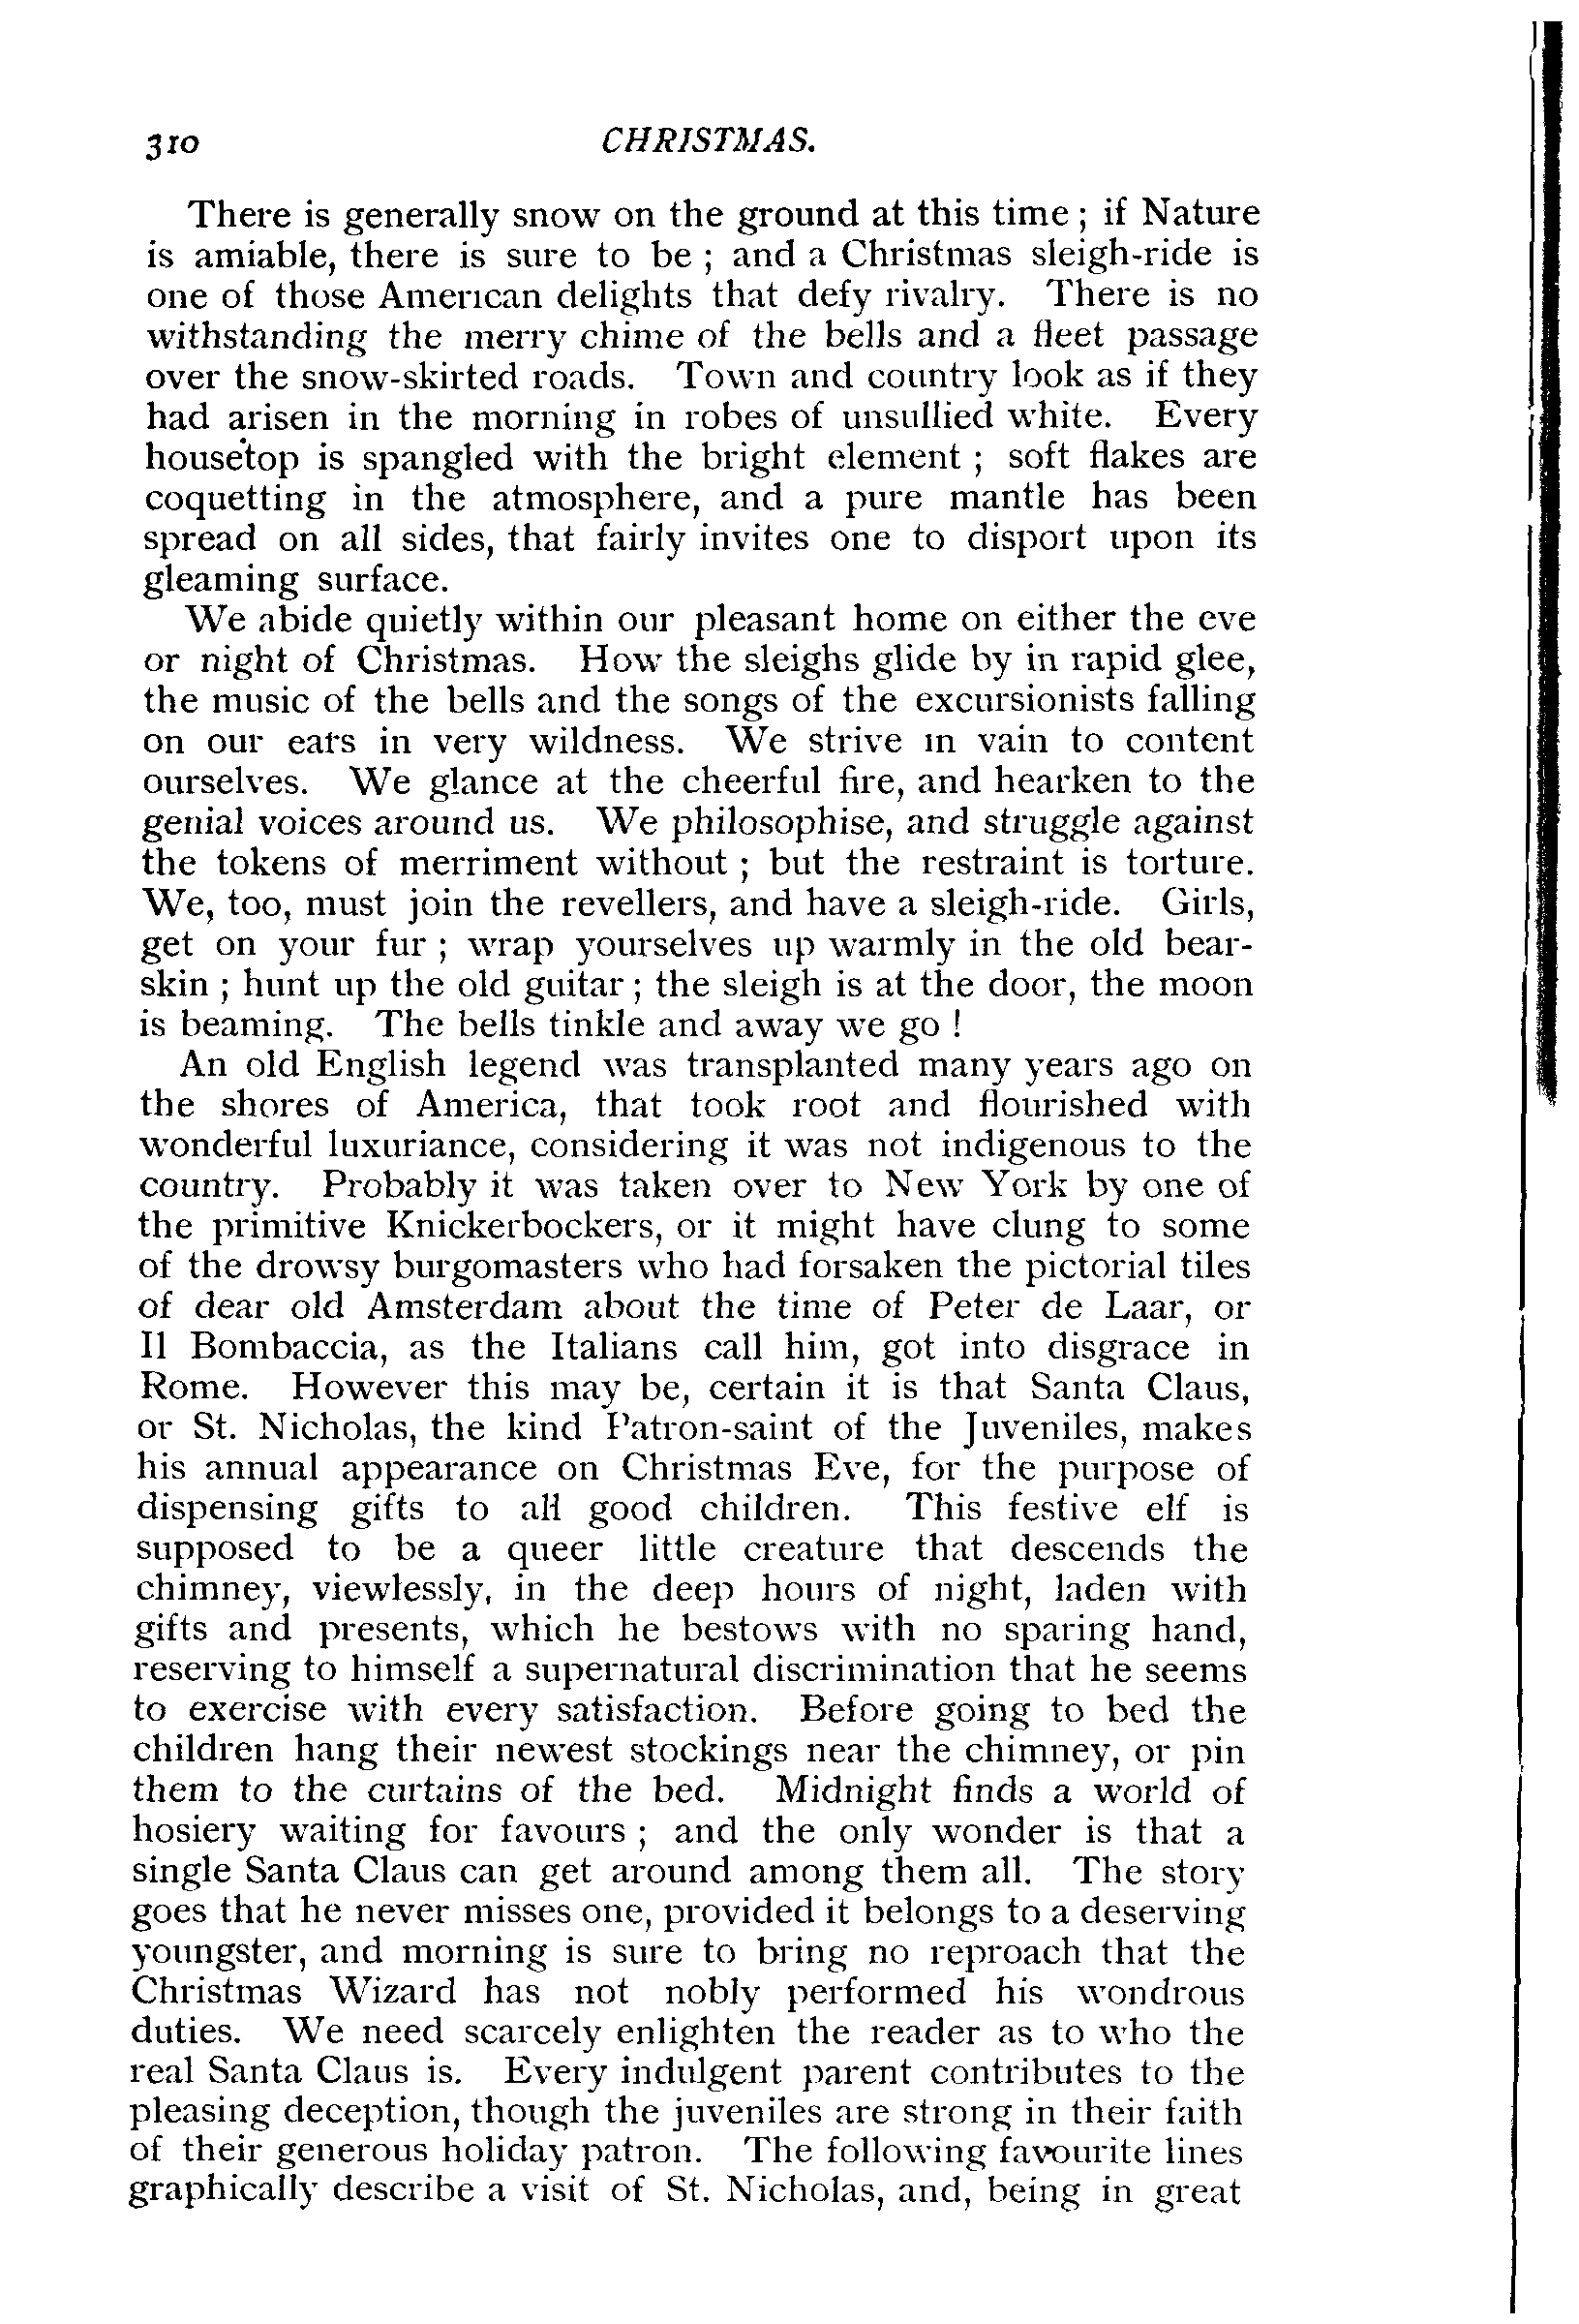 310 CHRISTMAS.
There is generally snow on the ground at this time ; if Nature
is amiable, there is sure to be ; and a Christmas sleigh-ride is
one of those American delights that defy rivalry. There is no
withstanding the merry chime of the bells and a fleet passage
over the snow-skirted roads. Town and country look as if they
had arisen in the morning in robes of unsullied white. Every
housetop is spangled with the bright element ; soft flakes are
coquetting in the atmosphere, and a pure mantle has been
spread on all sides, that fairly invites one to disport upon its
gleaming surface.
We abide quietly within our pleasant home on either the eve
or night of Christmas. How the sleighs glide by in rapid glee,
the music of the bells and the songs of the excursionists falling
on our ears in very wildness. We strive in vain to content
ourselves. We glance at the cheerful fire, and hearken to the
genial voices around us. We philosophise, and struggle against
the tokens of merriment without ; but the restraint is torture.
We, too, must join the revellers, and have a sleigh-ride. Girls,
get on your fur ; wrap yourselves up warmly in the old bear-
skin ; hunt up the old guitar ; the sleigh is at the door, the moon
is beaming. The bells tinkle and away we go !
An old English legend was transplanted many years ago on
the shores of America, that took root and flourished with
wonderful luxuriance, considering it was not indigenous to the
country. Probably it was taken over to New York by one of
the primitive Knickerbockers, or it might have clung to some
of the drowsy burgomasters who had forsaken the pictorial tiles
of dear old Amsterdam about the time of Peter de Laar, or
Il Bombaccia, as the Italians call him, got into disgrace in
Rome. However this may be, certain it is that Santa Claus,
or St. Nicholas, the kind Patron-saint of the Juveniles, makes
his annual appearance on Christmas Eve, for the purpose of
dispensing gifts to all good children. This festive elf is
supposed to be a queer little creature that descends the
chimney, viewlessly, in the deep hours of night, laden with
gifts and presents, which he bestows with no sparing hand,
reserving to himself a supernatural discrimination that he seems
to exercise with every satisfaction. Before going to bed the
children hang their newest stockings near the chimney, or pin
them to the curtains of the bed. Midnight finds a world of
hosiery waiting for favours ; and the only wonder is that a
single Santa Claus can get around among them all. The story
goes that he never misses one, provided it belongs to a deserving
youngster, and morning is sure to bring no reproach that the
Christmas Wizard has not nobly performed his wondrous
duties. We need scarcely enlighten the reader as to who the
real Santa Claus is. Every indulgent parent contributes to the
pleasing deception, though the juveniles are strong in their faith
of their generous holiday patron. The following favourite lines
graphically describe a visit of St. Nicholas, and, being in great